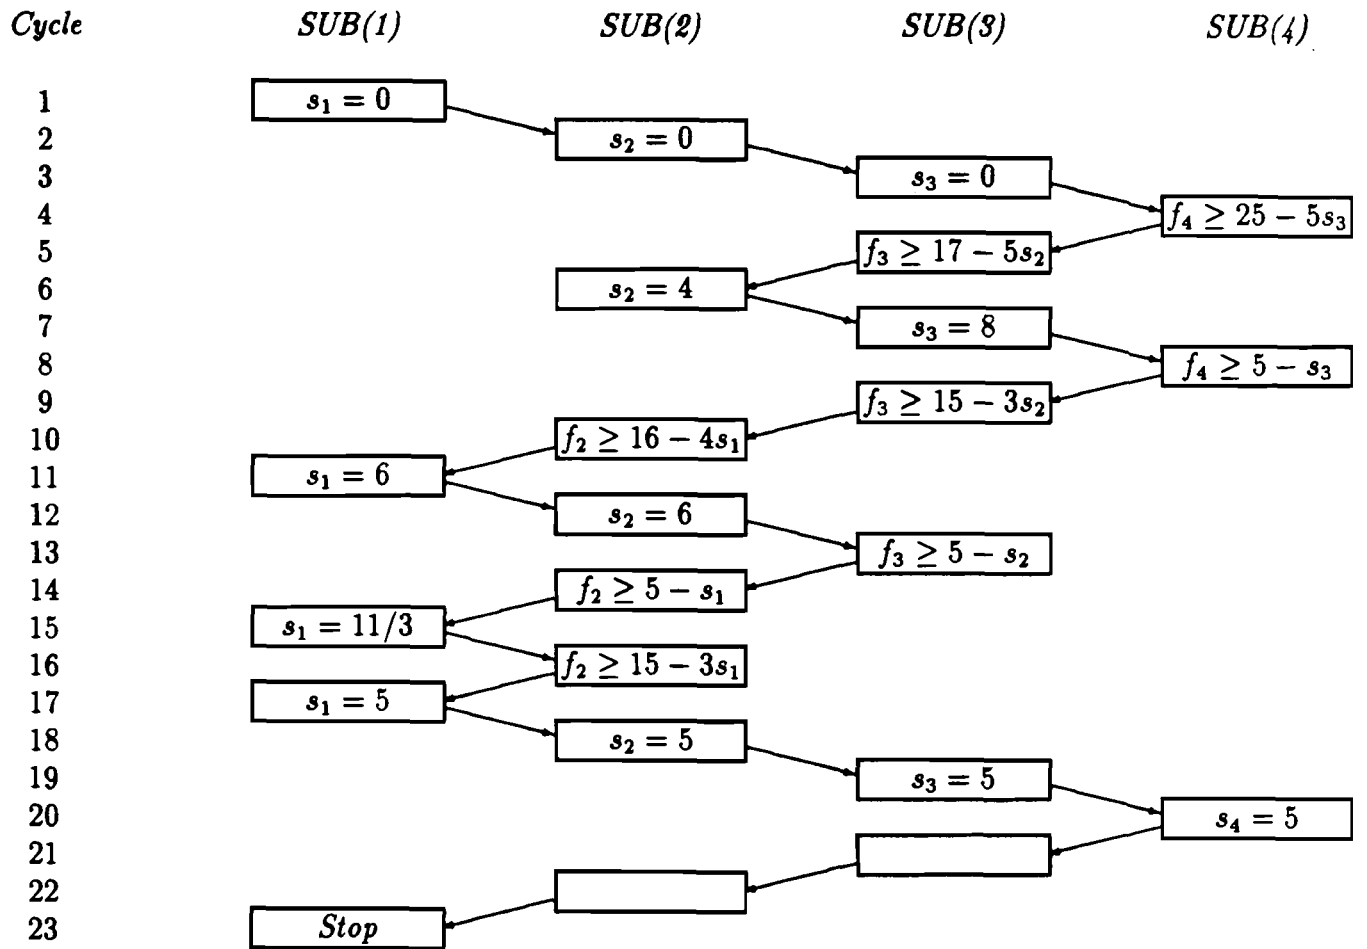 Cycle SUB(1) SUB(2) SUB(3) SUB(4)
1 s₁ = 0
2 s₂ = 0
3 s₃ = 0
4 f₄ ≥ 25 − 5s₃
5 f₃ ≥ 17 − 5s₂
6 s₂ = 4
7 s₃ = 8
8 f₄ ≥ 5 − s₃
9 f₃ ≥ 15 − 3s₂
10 f₂ ≥ 16 − 4s₁
11 s₁ = 6
12 s₂ = 6
13 f₃ ≥ 5 − s₂
14 f₂ ≥ 5 − s₁
15 s₁ = 11/3
16 f₂ ≥ 15 − 3s₁
17 s₁ = 5
18 s₂ = 5
19 s₃ = 5
20 s₄ = 5
21
22
23 Stop